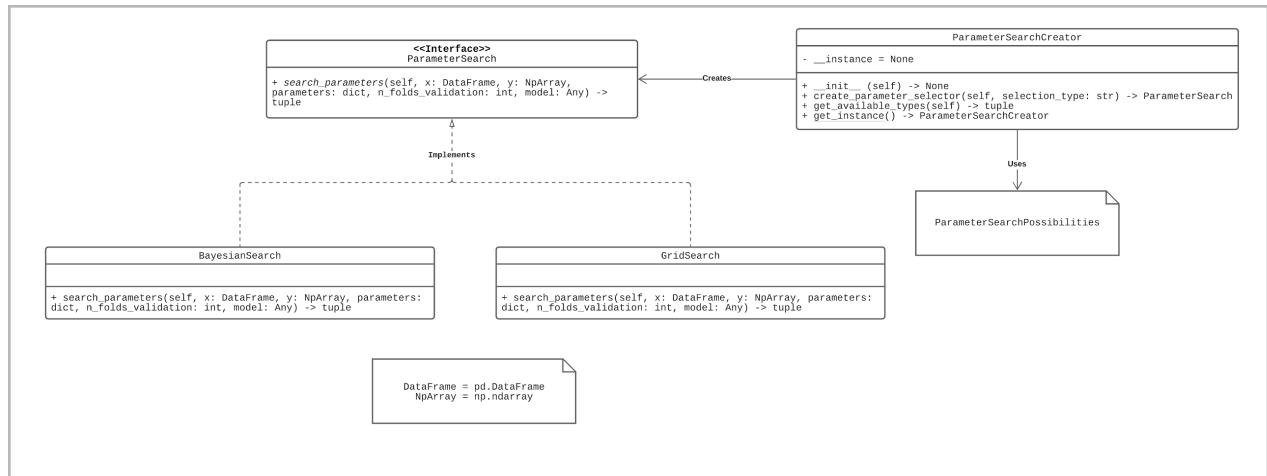 <<Interface>>
ParameterSearch
+ search_parameters(self, x: DataFrame, y: NpArray,
parameters: dict, n_folds_validation: int, model: Any) ->
tuple
Creates
ParameterSearchCreator
- __instance = None
+ __init__ (self) -> None
+ create_parameter_selector(self, selection_type: str) -> ParameterSearch
+ get_available_types(self) -> tuple
+ get_instance() -> ParameterSearchCreator
Implements
Uses
ParameterSearchPossibilities
BayesianSearch
+ search_parameters(self, x: DataFrame, y: NpArray, parameters:
dict, n_folds_validation: int, model: Any) -> tuple
GridSearch
+ search_parameters(self, x: DataFrame, y: NpArray, parameters:
dict, n_folds_validation: int, model: Any) -> tuple
DataFrame = pd.DataFrame
NpArray = np.ndarray